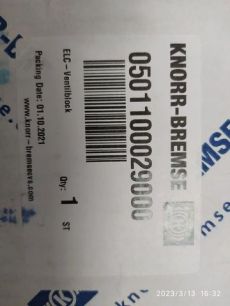 KNORR-BREMSE
0501100029000
ELC-Ventilblock
Qty: 1 ST
Packing Date: 01.10.2021
www.knorr-bremsecvs.com
2023/3/13 16:32